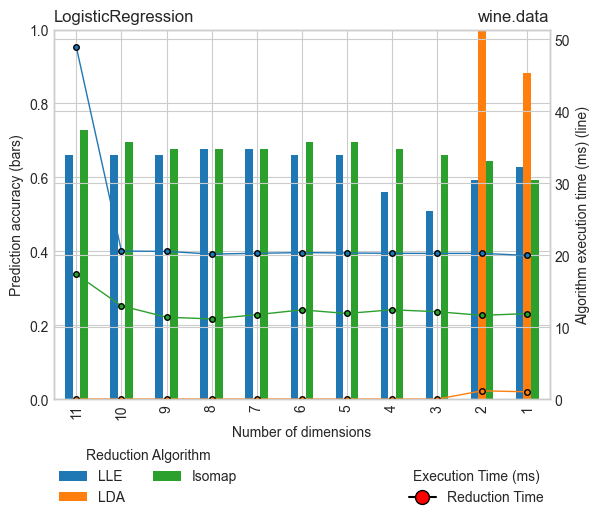 LogisticRegression wine.data
1.0
0.8
0.6
0.4
0.2
0.0
Prediction accuracy (bars)
50
40
30
20
10
0
Algorithm execution time (ms) (line)
11 10 9 8 7 6 5 4 3 2 1
Number of dimensions
Reduction Algorithm
LLE Isomap
LDA
Execution Time (ms)
Reduction Time